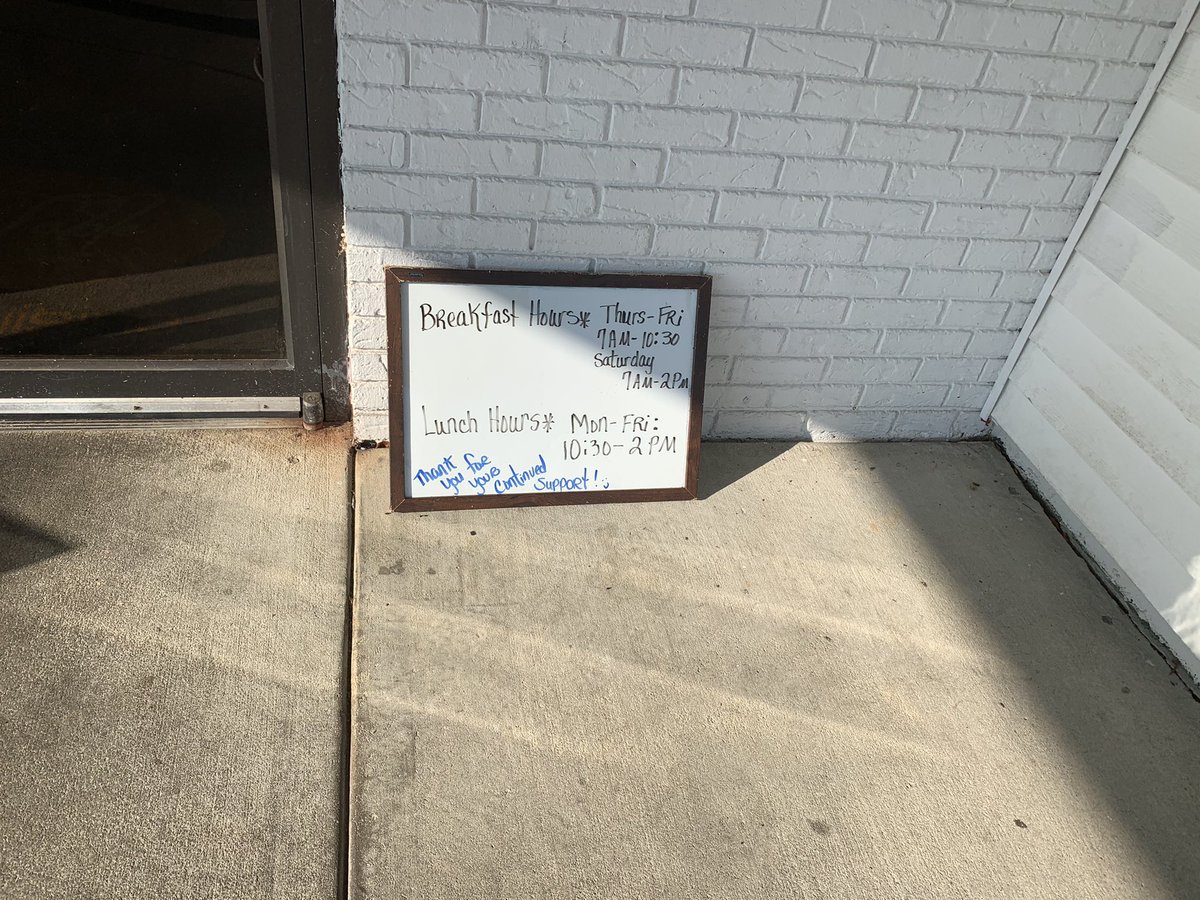 Breakfast Hours* Thurs-Fri
7AM-10:30
Saturday
7AM-2PM
Lunch Hours* Mon-Fri:
10:30-2PM
Thank
you for
your
Continued
Support! :)